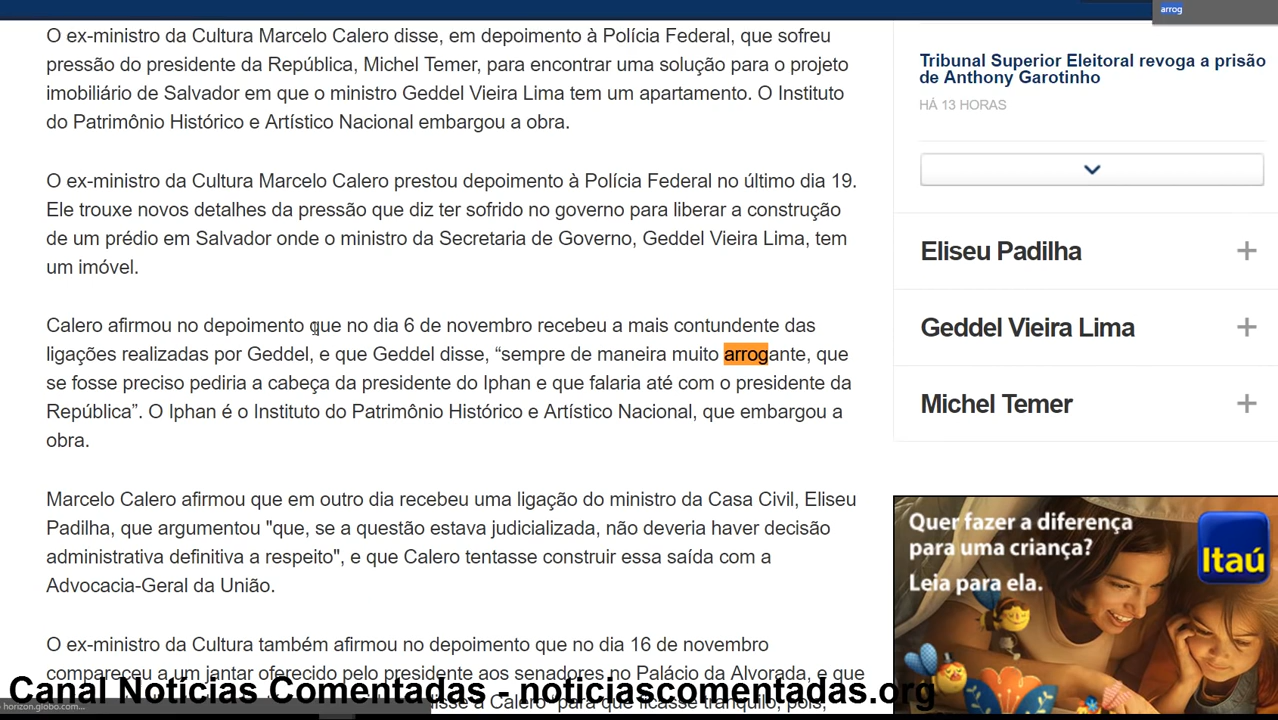 arrog
O ex-ministro da Cultura Marcelo Calero disse, em depoimento à Polícia Federal, que sofreu
pressão do presidente da República, Michel Temer, para encontrar uma solução para o projeto
imobiliário de Salvador em que o ministro Geddel Vieira Lima tem um apartamento. O Instituto
do Patrimônio Histórico e Artístico Nacional embargou a obra.
O ex-ministro da Cultura Marcelo Calero prestou depoimento à Polícia Federal no último dia 19.
Ele trouxe novos detalhes da pressão que diz ter sofrido no governo para liberar a construção
de um prédio em Salvador onde o ministro da Secretaria de Governo, Geddel Vieira Lima, tem
um imóvel.
Calero afirmou no depoimento que no dia 6 de novembro recebeu a mais contundente das
ligações realizadas por Geddel, e que Geddel disse, “sempre de maneira muito arrogante, que
se fosse preciso pediria a cabeça da presidente do Iphan e que falaria até com o presidente da
República”. O Iphan é o Instituto do Patrimônio Histórico e Artístico Nacional, que embargou a
obra.
Marcelo Calero afirmou que em outro dia recebeu uma ligação do ministro da Casa Civil, Eliseu
Padilha, que argumentou "que, se a questão estava judicializada, não deveria haver decisão
administrativa definitiva a respeito", e que Calero tentasse construir essa saída com a
Advocacia-Geral da União.
O ex-ministro da Cultura também afirmou no depoimento que no dia 16 de novembro
compareceu a um jantar oferecido pelo presidente aos senadores no Palácio da Alvorada, e que
disse a Calero "para que ficasse tranquilo, pois,
Tribunal Superior Eleitoral revoga a prisão
de Anthony Garotinho
HÁ 13 HORAS
Eliseu Padilha
Geddel Vieira Lima
Michel Temer
Quer fazer a diferença
para uma criança?
Leia para ela.
Itaú
Canal Noticias Comentadas - noticiascomentadas.org
horizon.globo.com...